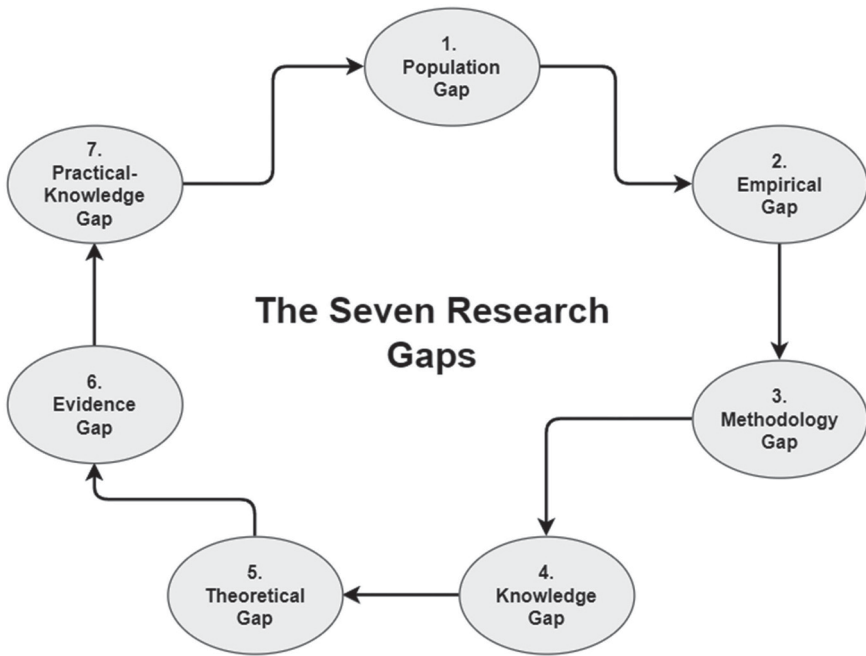 1.
Population
Gap
2.
Empirical
Gap
3.
Methodology
Gap
4.
Knowledge
Gap
5.
Theoretical
Gap
6.
Evidence
Gap
7.
Practical-
Knowledge
Gap
The Seven Research
Gaps